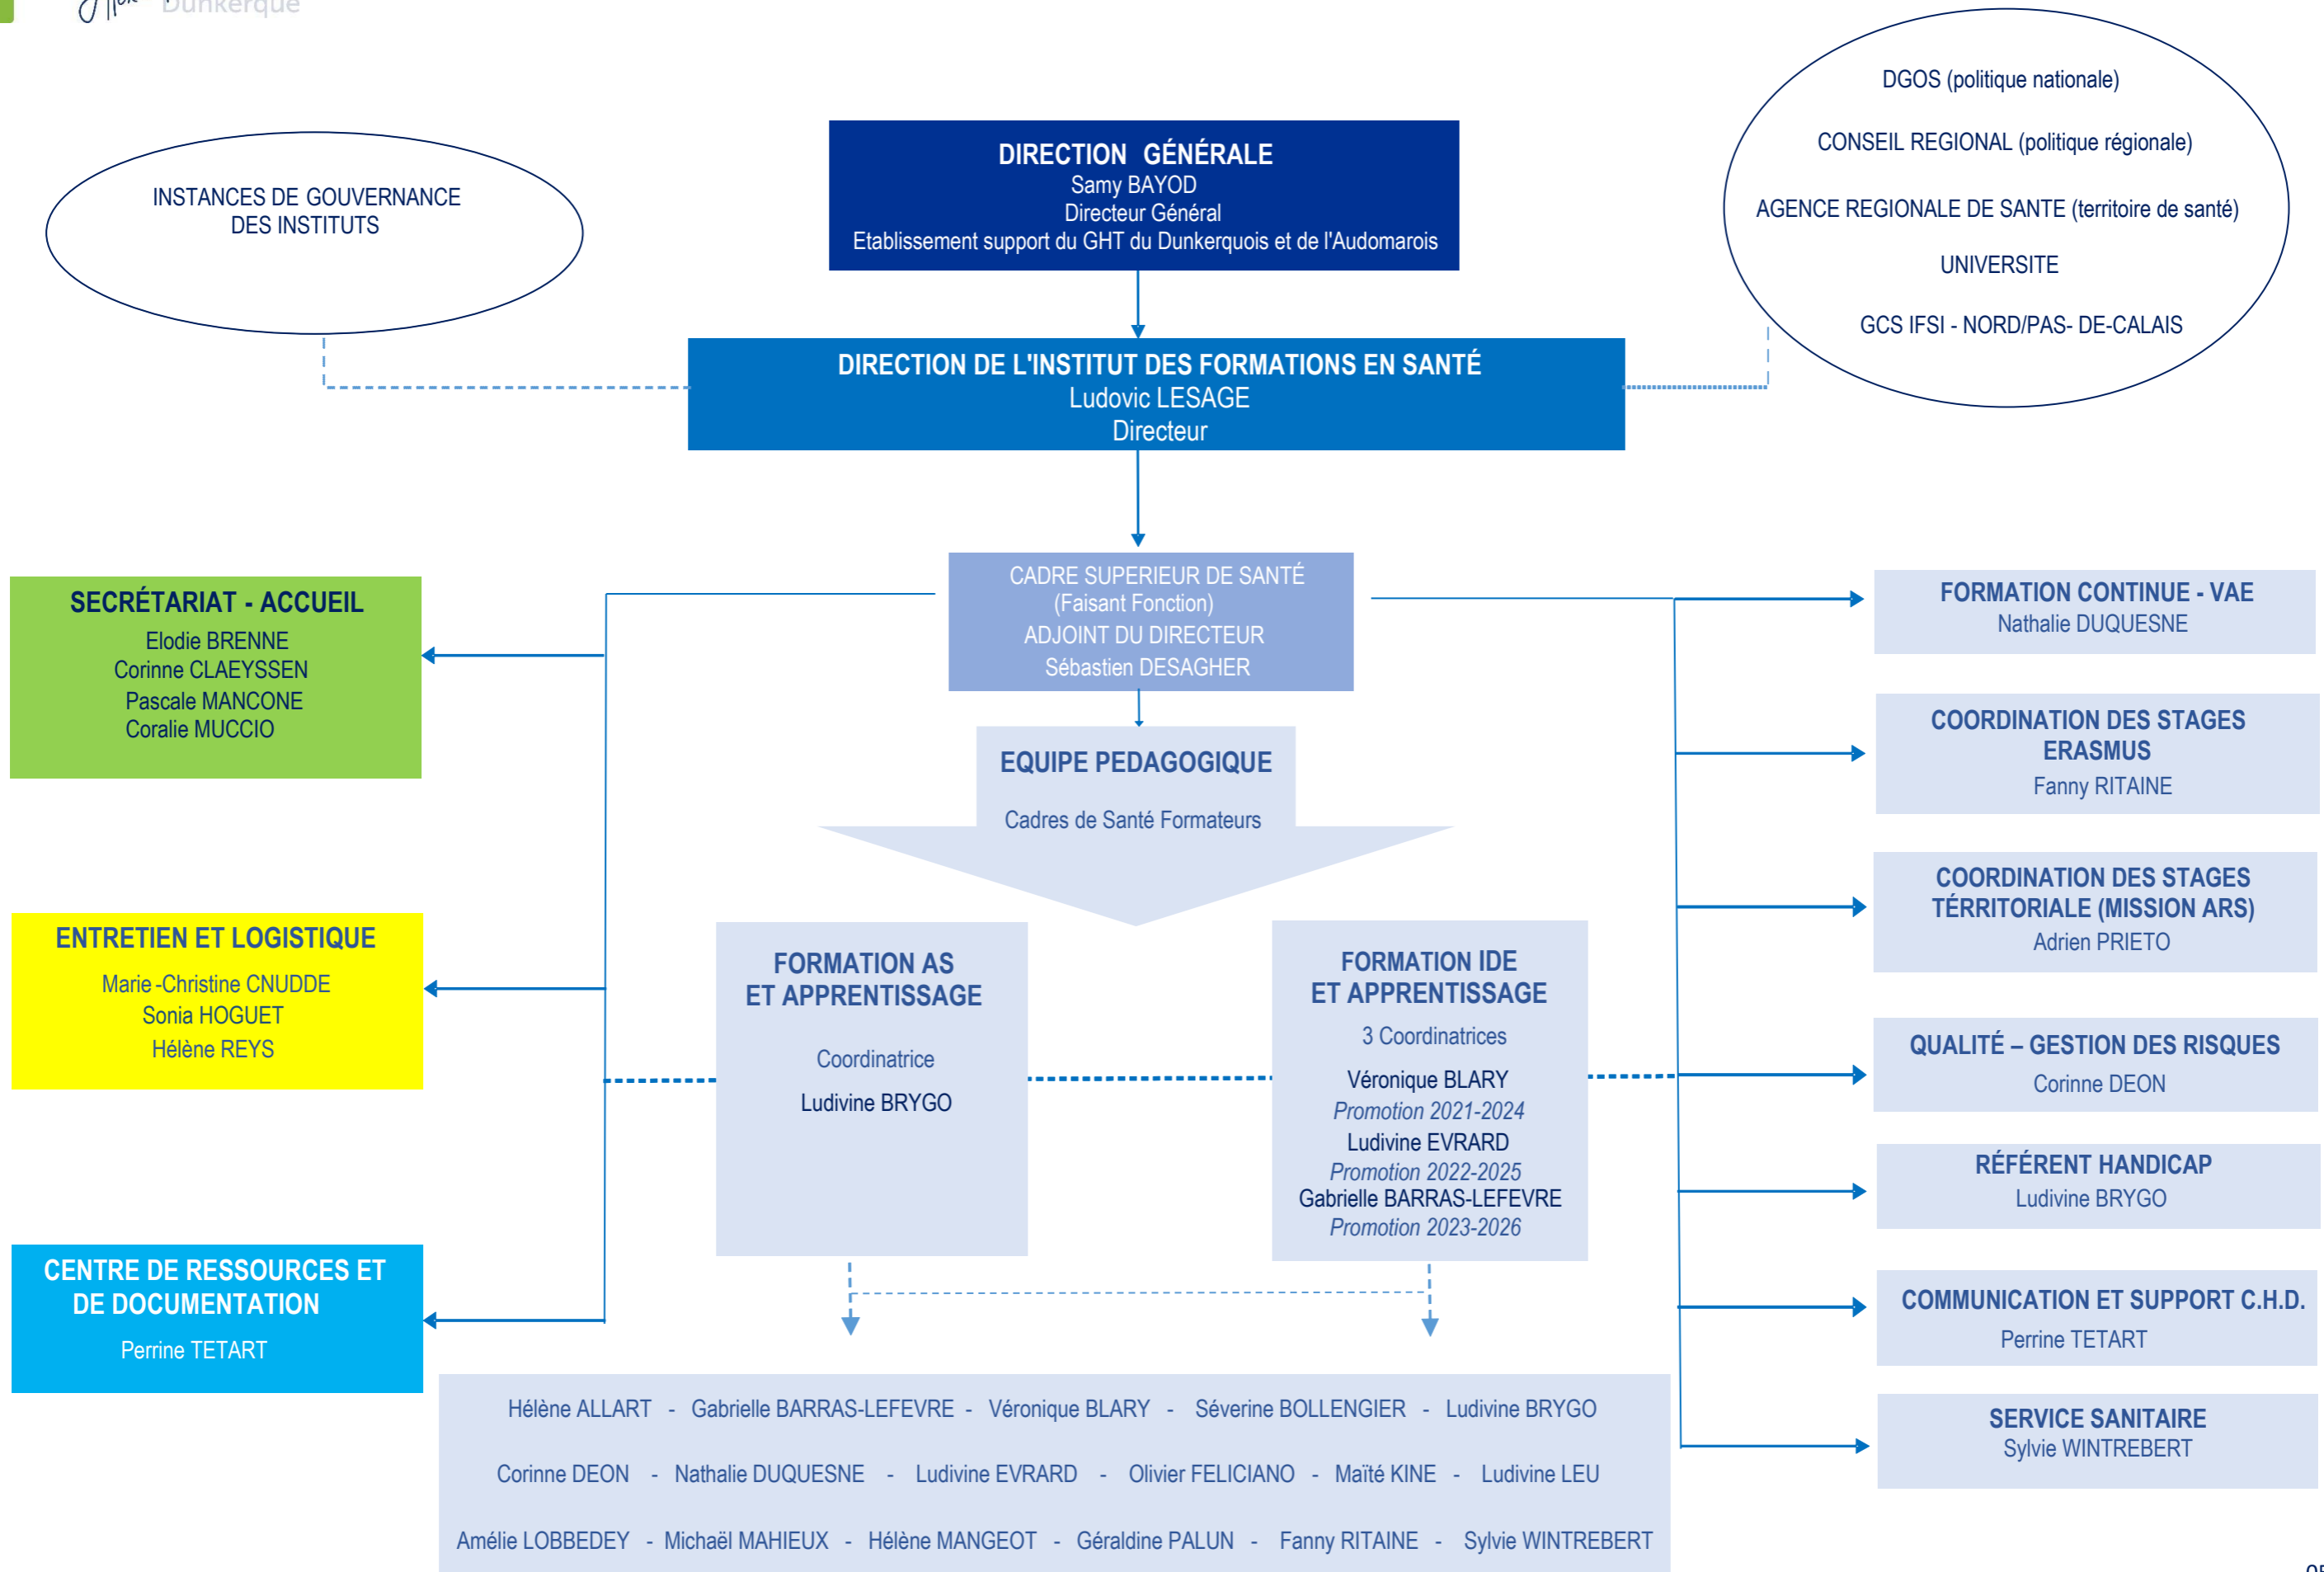 Dunkerque
INSTANCES DE GOUVERNANCE
DES INSTITUTS
DIRECTION GÉNÉRALE
Samy BAYOD
Directeur Général
Etablissement support du GHT du Dunkerquois et de l'Audomarois
DGOS (politique nationale)
CONSEIL REGIONAL (politique régionale)
AGENCE REGIONALE DE SANTE (territoire de santé)
UNIVERSITE
GCS IFSI - NORD/PAS- DE-CALAIS
DIRECTION DE L'INSTITUT DES FORMATIONS EN SANTÉ
Ludovic LESAGE
Directeur
CADRE SUPERIEUR DE SANTÉ
(Faisant Fonction)
ADJOINT DU DIRECTEUR
Sébastien DESAGHER
SECRÉTARIAT - ACCUEIL
Elodie BRENNE
Corinne CLAEYSSEN
Pascale MANCONE
Coralie MUCCIO
ENTRETIEN ET LOGISTIQUE
Marie-Christine CNUDDE
Sonia HOGUET
Hélène REYS
CENTRE DE RESSOURCES ET
DE DOCUMENTATION
Perrine TETART
EQUIPE PEDAGOGIQUE
Cadres de Santé Formateurs
FORMATION AS
ET APPRENTISSAGE
Coordinatrice
Ludivine BRYGO
FORMATION IDE
ET APPRENTISSAGE
3 Coordinatrices
Véronique BLARY
Promotion 2021-2024
Ludivine EVRARD
Promotion 2022-2025
Gabrielle BARRAS-LEFEVRE
Promotion 2023-2026
FORMATION CONTINUE - VAE
Nathalie DUQUESNE
COORDINATION DES STAGES
ERASMUS
Fanny RITAINE
COORDINATION DES STAGES
TÉRRITORIALE (MISSION ARS)
Adrien PRIETO
QUALITÉ – GESTION DES RISQUES
Corinne DEON
RÉFÉRENT HANDICAP
Ludivine BRYGO
COMMUNICATION ET SUPPORT C.H.D.
Perrine TETART
SERVICE SANITAIRE
Sylvie WINTREBERT
Hélène ALLART - Gabrielle BARRAS-LEFEVRE - Véronique BLARY - Séverine BOLLENGIER - Ludivine BRYGO
Corinne DEON - Nathalie DUQUESNE - Ludivine EVRARD - Olivier FELICIANO - Maïté KINE - Ludivine LEU
Amélie LOBBEDEY - Michaël MAHIEUX - Hélène MANGEOT - Géraldine PALUN - Fanny RITAINE - Sylvie WINTREBERT